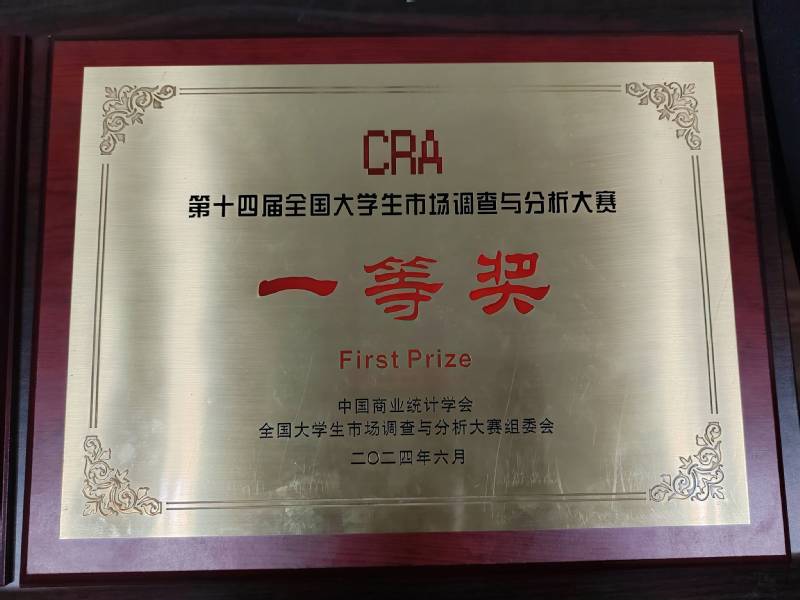 CRA
第十四届全国大学生市场调查与分析大赛
一等奖
First Prize
中国商业统计学会
全国大学生市场调查与分析大赛组委会
二〇二四年六月